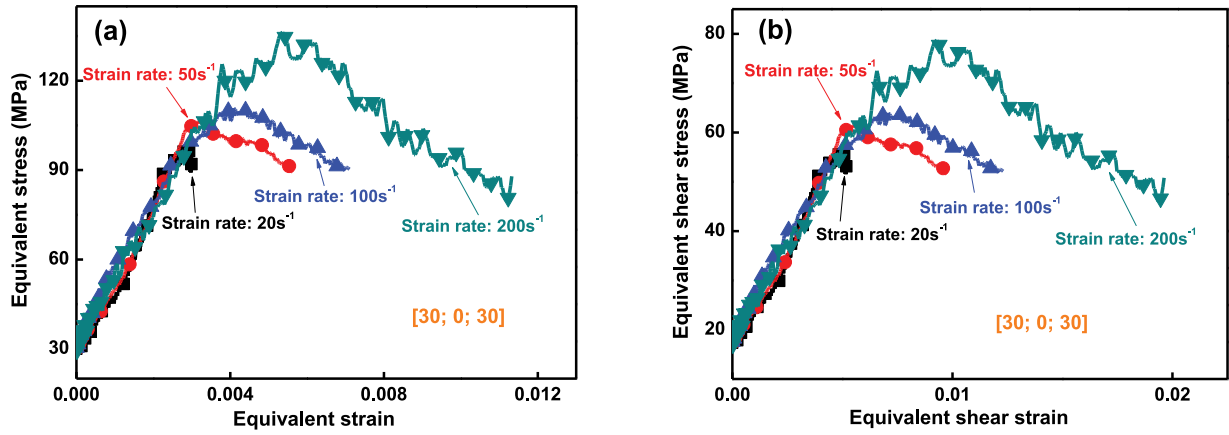 (a)
Equivalent stress (MPa)
120
90
60
30
Strain rate: 50s⁻¹
Strain rate: 100s⁻¹
Strain rate: 20s⁻¹
Strain rate: 200s⁻¹
[30; 0; 30]
0.000 0.004 0.008 0.012
Equivalent strain
(b)
Equivalent shear stress (MPa)
80
60
40
20
Strain rate: 50s⁻¹
Strain rate: 100s⁻¹
Strain rate: 20s⁻¹
Strain rate: 200s⁻¹
[30; 0; 30]
0.00 0.01 0.02
Equivalent shear strain